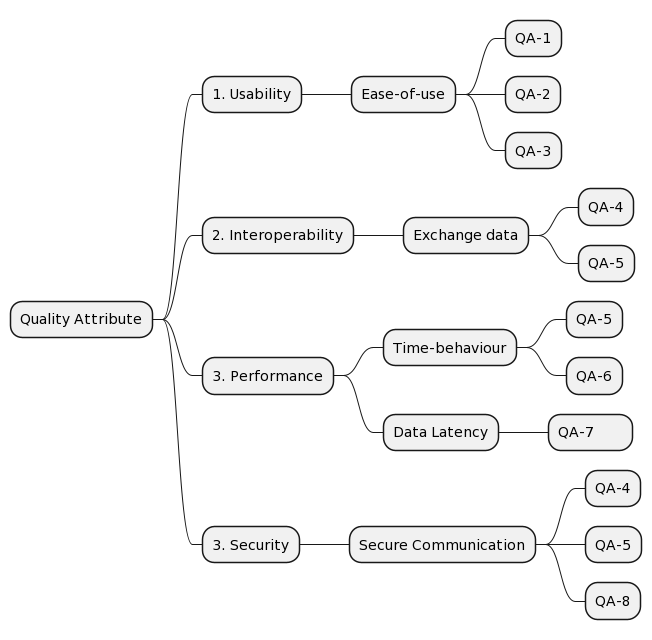 Quality Attribute
1. Usability
Ease-of-use
QA-1
QA-2
QA-3
2. Interoperability
Exchange data
QA-4
QA-5
3. Performance
Time-behaviour
QA-5
QA-6
Data Latency
QA-7
3. Security
Secure Communication
QA-4
QA-5
QA-8